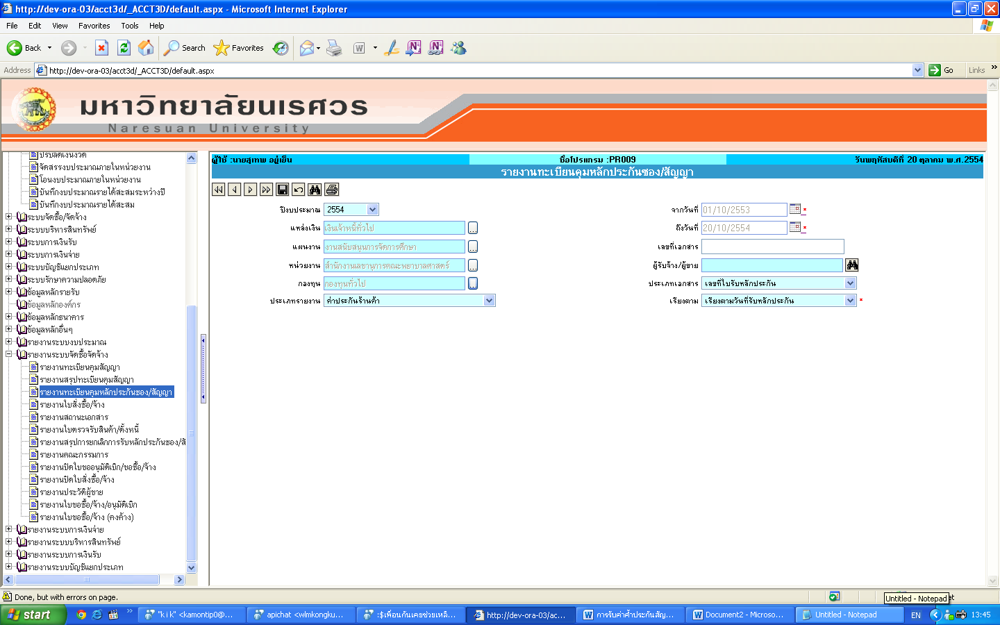 http://dev-ora-03/acct3d/_ACCT3D/default.aspx - Microsoft Internet Explorer
File Edit View Favorites Tools Help
Back Search Favorites
Address http://dev-ora-03/acct3d/_ACCT3D/default.aspx Go Links »
มหาวิทยาลัยนเรศวร
Naresuan University
ปรับลดเงินงวด
จัดสรรงบประมาณภายในหน่วยงาน
โอนงบประมาณภายในหน่วยงาน
บันทึกงบประมาณรายได้สะสมระหว่างปี
บันทึกงบประมาณรายได้สะสม
ระบบจัดซื้อ/จัดจ้าง
ระบบบริหารสินทรัพย์
ระบบการเงินรับ
ระบบการเงินจ่าย
ระบบบัญชีแยกประเภท
ระบบรักษาความปลอดภัย
ข้อมูลหลักรายรับ
ข้อมูลหลักองค์กร
ข้อมูลหลักธนาคาร
ข้อมูลหลักอื่นๆ
รายงานระบบงบประมาณ
รายงานระบบจัดซื้อจัดจ้าง
รายงานทะเบียนคุมสัญญา
รายงานสรุปทะเบียนคุมสัญญา
รายงานทะเบียนคุมหลักประกันซอง/สัญญา
รายงานใบสั่งซื้อ/จ้าง
รายงานสถานะเอกสาร
รายงานใบตรวจรับสินค้า/ตั้งหนี้
รายงานสรุปการยกเลิกการรับหลักประกันซอง/สั
รายงานคณะกรรมการ
รายงานปิดใบขออนุมัติเบิก/ขอซื้อ/จ้าง
รายงานปิดใบสั่งซื้อ/จ้าง
รายงานประวัติผู้ขาย
รายงานใบขอซื้อ/จ้าง/อนุมัติเบิก
รายงานใบขอซื้อ/จ้าง (คงค้าง)
รายงานระบบการเงินจ่าย
รายงานระบบบริหารสินทรัพย์
รายงานระบบการเงินรับ
รายงานระบบบัญชีแยกประเภท
ผู้ใช้ :นายสุเทพ อยู่เย็น ชื่อโปรแกรม :PR009 วันพฤหัสบดีที่ 20 ตุลาคม พ.ศ.2554
รายงานทะเบียนคุมหลักประกันซอง/สัญญา
ปีงบประมาณ 2554 จากวันที่ 01/10/2553 *
แหล่งเงิน เงินเจ้าหนี้ทั่วไป ... ถึงวันที่ 20/10/2554 *
แผนงาน งานสนับสนุนการจัดการศึกษา ... เลขที่เอกสาร
หน่วยงาน สำนักงานเลขานุการคณะพยาบาลศาสตร์ ... ผู้รับจ้าง/ผู้ขาย
กองทุน กองทุนทั่วไป ... ประเภทเอกสาร เลขที่ใบรับหลักประกัน
ประเภทรายงาน ค้ำประกันร้านค้า เรียงตาม เรียงตามวันที่รับหลักประกัน *
Done, but with errors on page.
Untitled - Notepad
start » "k i k" <kamontip0@... apichat <wlmkongku... :$เพื่อนกันเคยช่วยเหลื... http://dev-ora-03/ac... การรับค่าค้ำประกันสัญ... Document2 - Microso... Untitled - Notepad EN 13:45